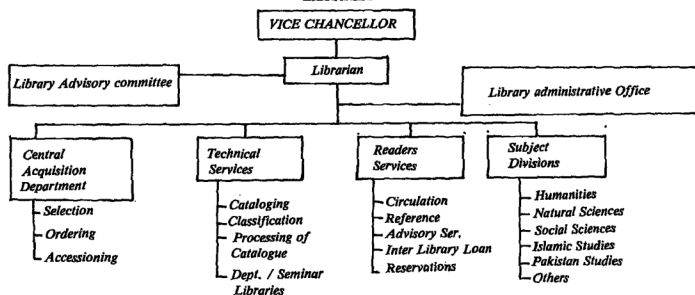 VICE CHANCELLOR
Librarian
Library Advisory committee
Library administrative Office
Central
Acquisition
Department
Selection
Ordering
Accessioning
Technical
Services
Cataloging
Classification
Processing of
Catalogue
Dept. / Seminar
Libraries
Readers
Services
Circulation
Reference
Advisory Ser.
Inter Library Loan
Reservations
Subject
Divisions
Humanities
Natural Sciences
Social Sciences
Islamic Studies
Pakistan Studies
Others